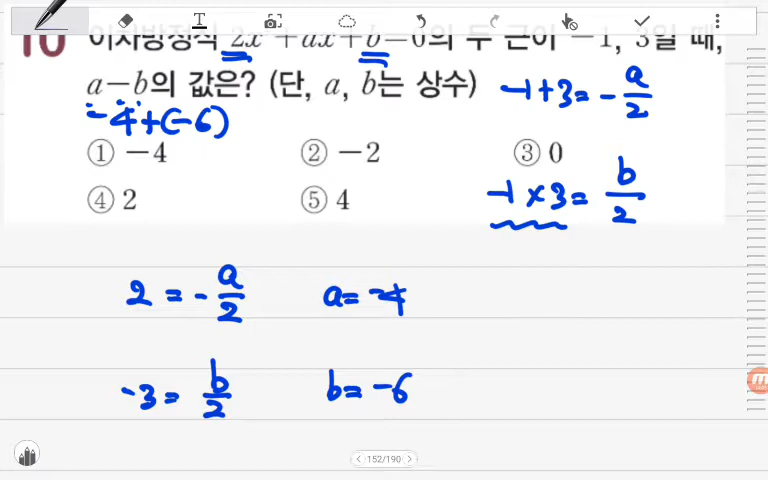 10 이차방정식 2x²+ax+b=0의 두 근이 −1, 3일 때,
a−b의 값은? (단, a, b는 상수)
-4+(-6)
① −4 ② −2 ③ 0
④ 2 ⑤ 4
-1+3=-a/2
-1×3=b/2
2=-a/2 a=-4
-3=b/2 b=-6
152/190